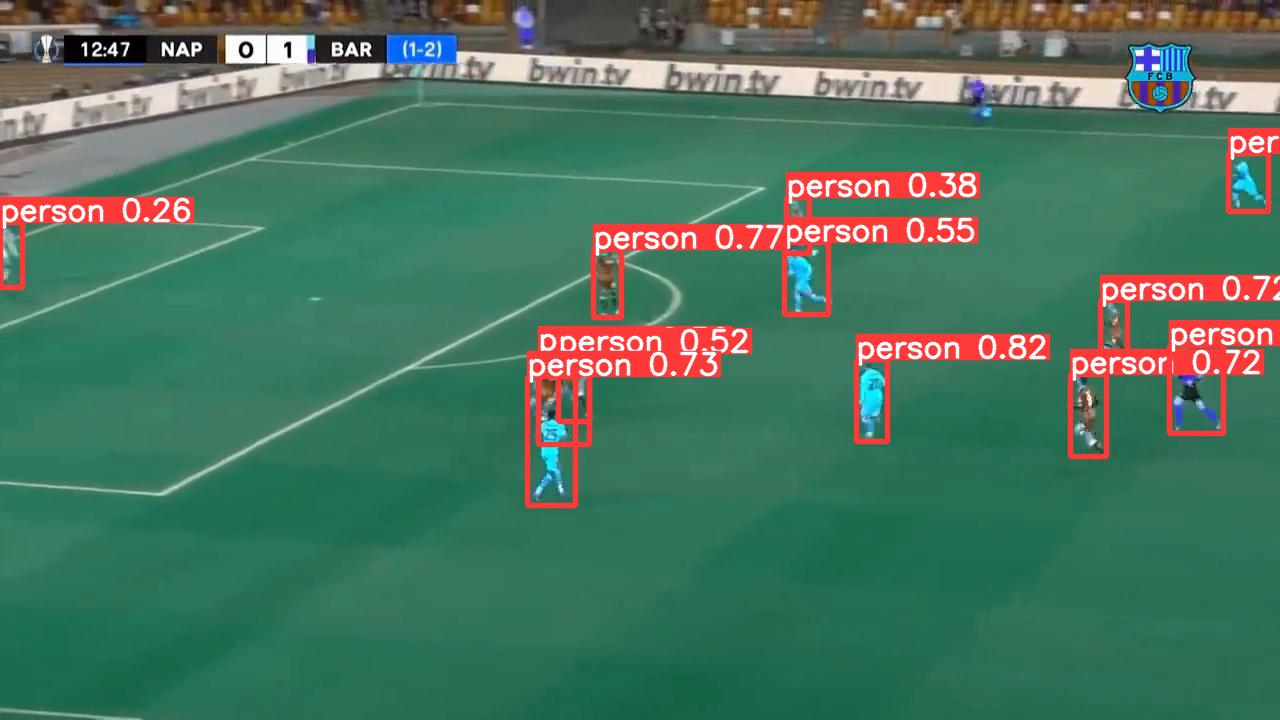 12:47 NAP 0 1 BAR (1-2)
FCB
bwin.tv bwin.tv bwin.tv bwin.tv bwin.tv bwin.tv
per
person 0.38
person 0.26
person 0.55
person 0.77
person 0.72
person
person 0.52
person 0.82
person 0.72
person 0.73